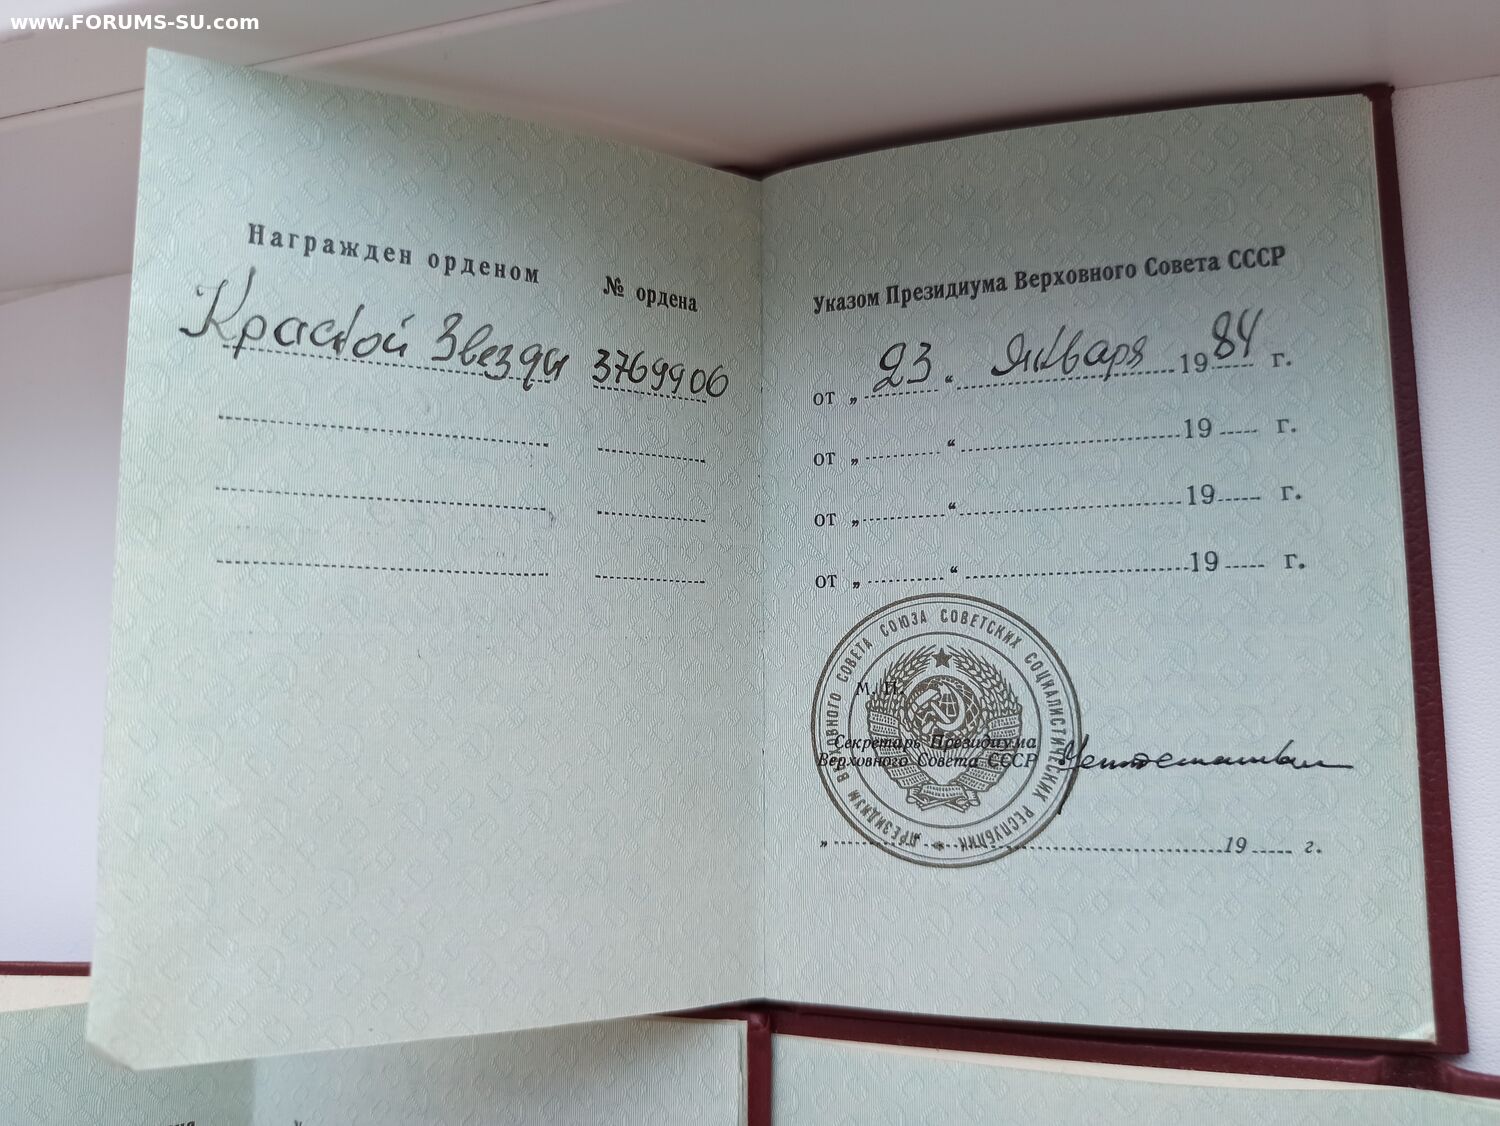 www.FORUMS-SU.com
Награжден орденом № ордена
Красной Звезды 3769906
Указом Президиума Верховного Совета СССР
от „ 23 “ Января 1984 г.
от „ “ 19 г.
от „ “ 19 г.
от „ “ 19 г.
ПРЕЗИДИУМ ВЕРХОВНОГО СОВЕТА СОЮЗА СОВЕТСКИХ СОЦИАЛИСТИЧЕСКИХ РЕСПУБЛИК
М. П.
Секретарь Президиума
Верховного Совета СССР
„ 19 г.